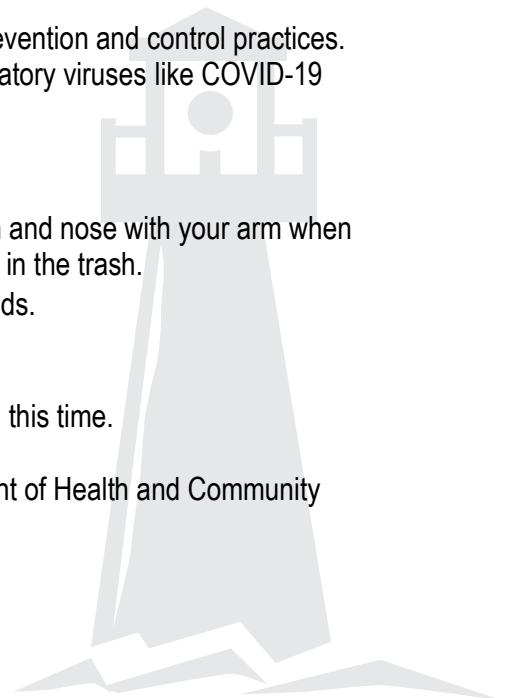 evention and control practices.
atory viruses like COVID-19
and nose with your arm when
in the trash.
ds.
this time.
nt of Health and Community